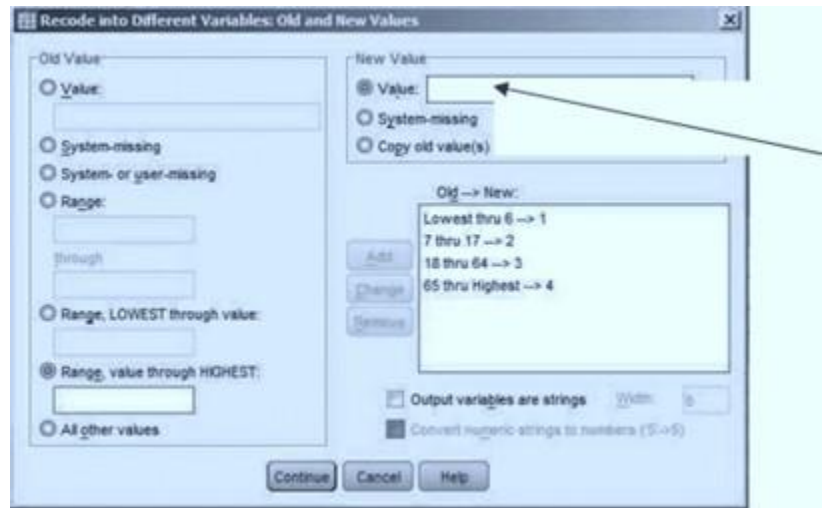 Recode into Different Variables: Old and New Values
Old Value
Value:
System-missing
System- or user-missing
Range:
through
Range, LOWEST through value:
Range, value through HIGHEST:
All other values
New Value
Value:
System-missing
Copy old value(s)
Old --> New:
Lowest thru 6 --> 1
7 thru 17 --> 2
18 thru 64 --> 3
65 thru Highest --> 4
Add
Change
Remove
Output variables are strings Width: 8
Convert numeric strings to numbers ('5'->5)
Continue Cancel Help